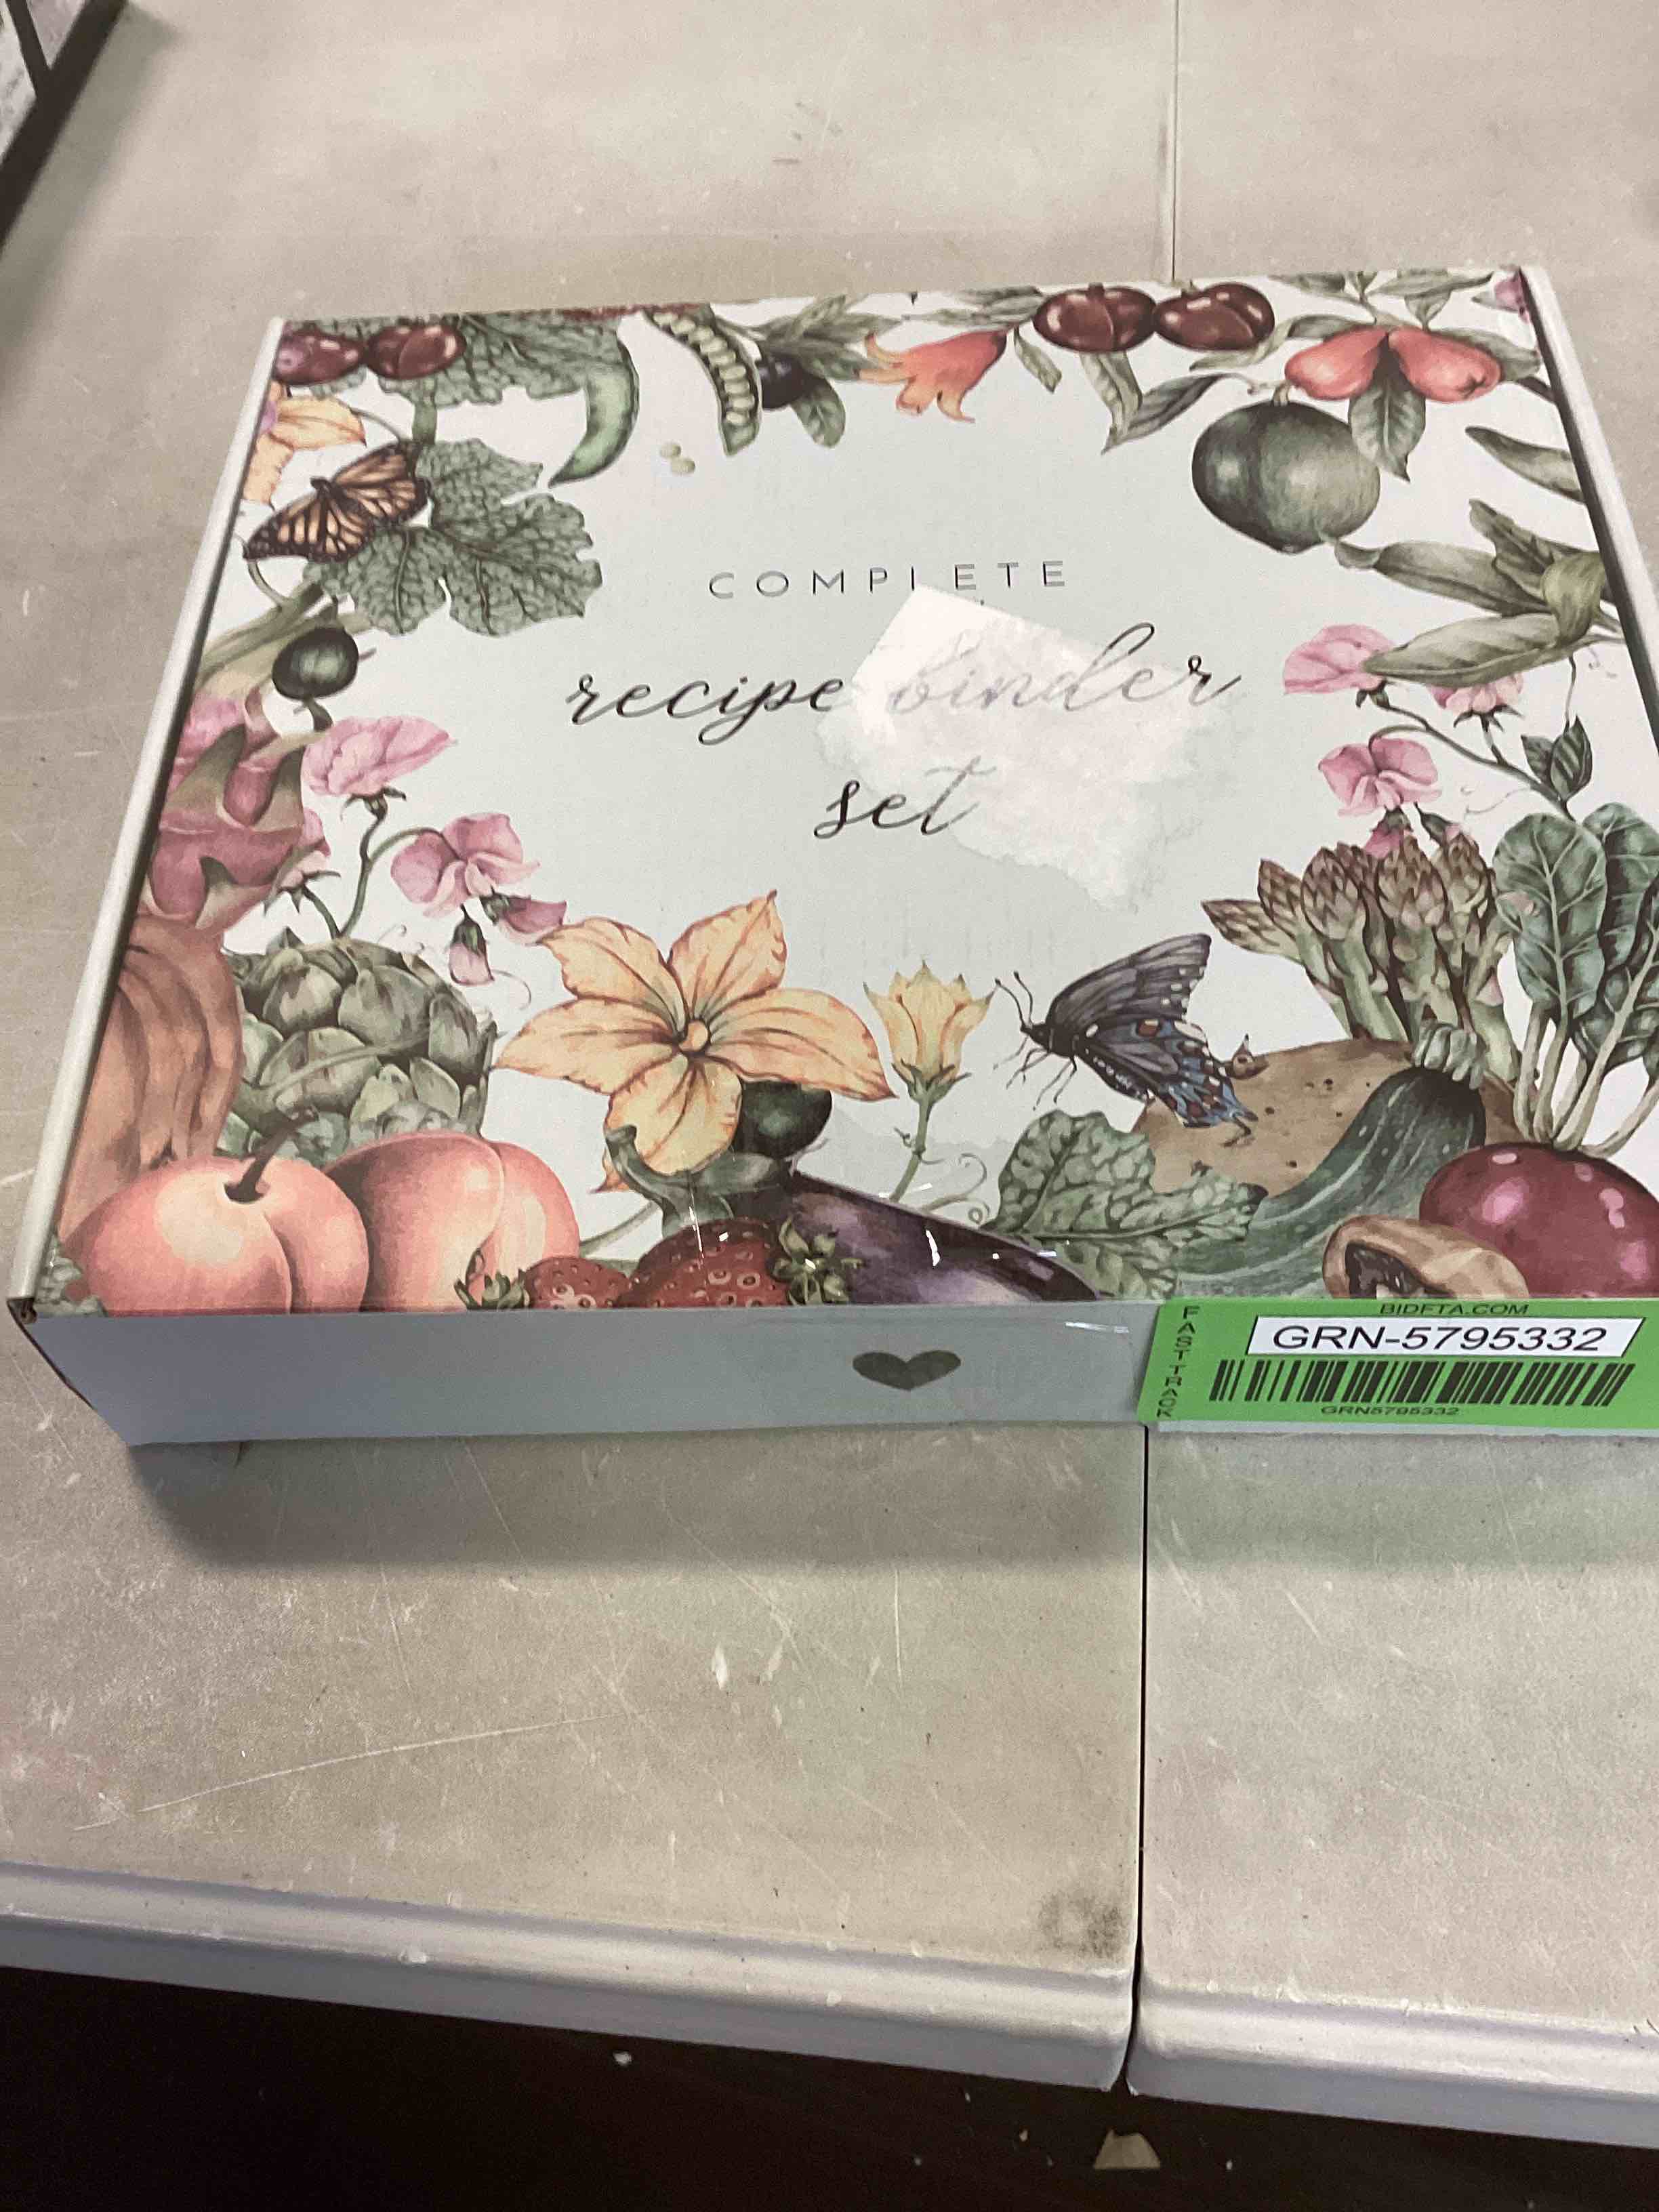 COMPLETE
recipe binder
set
BIDFTA.COM
FAST TRACK
GRN-5795332
GRN5795332